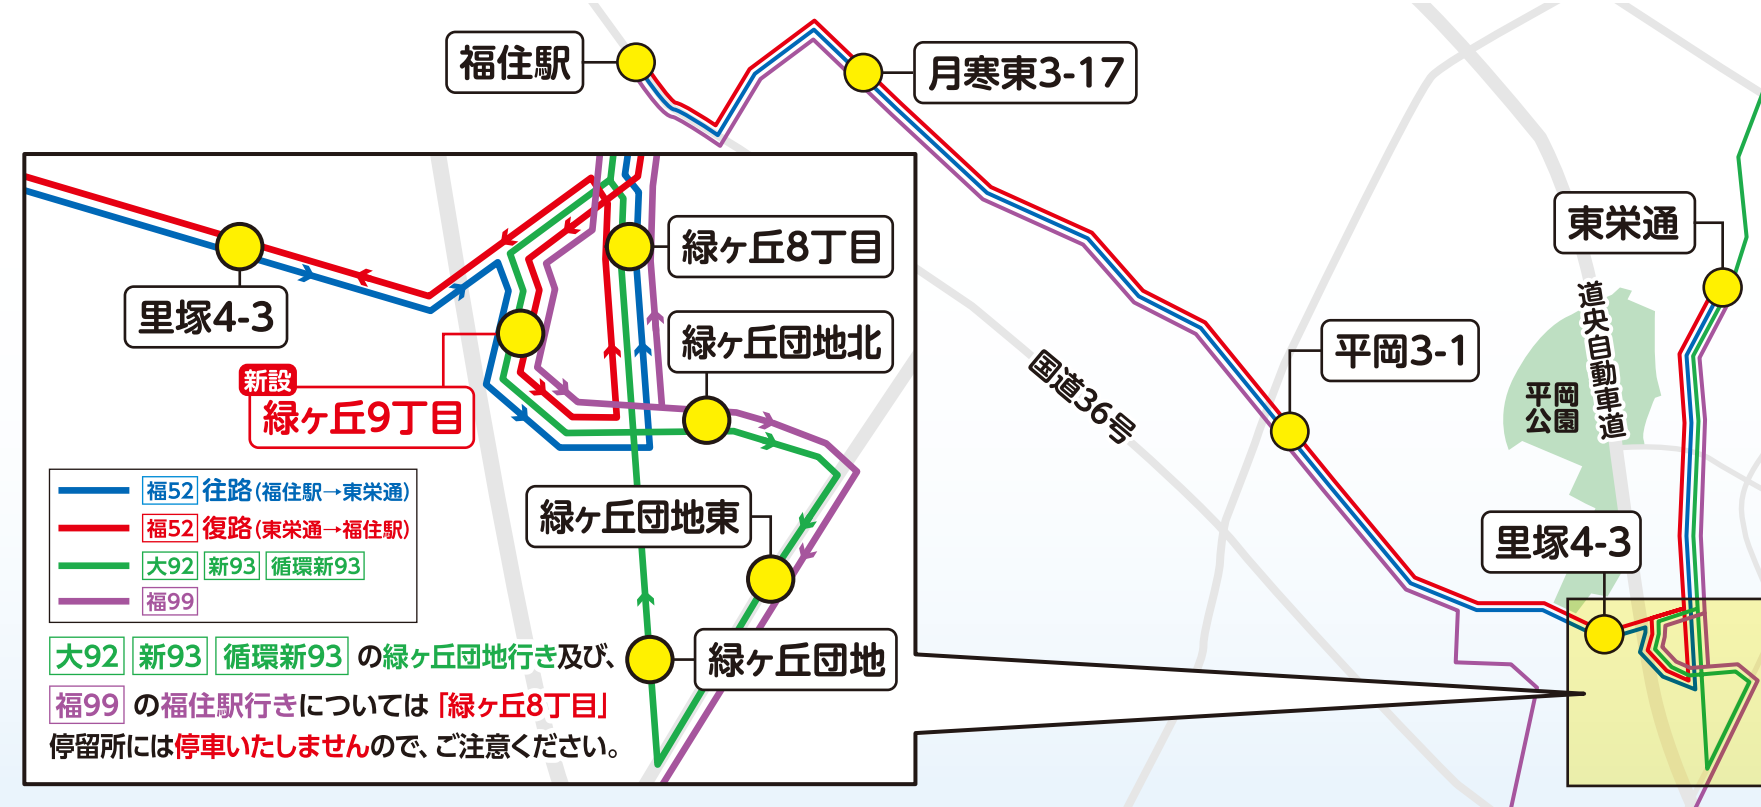 福住駅
月寒東3-17
東栄通
道央自動車道
平岡
公園
平岡3-1
国道36号
里塚4-3
里塚4-3
緑ヶ丘8丁目
緑ヶ丘団地北
新設
緑ヶ丘9丁目
緑ヶ丘団地東
緑ヶ丘団地
福52 往路(福住駅→東栄通)
福52 復路(東栄通→福住駅)
大92 新93 循環新93
福99
大92 新93 循環新93 の緑ヶ丘団地行き及び、
福99 の福住駅行きについては「緑ヶ丘8丁目」
停留所には停車いたしませんので、ご注意ください。